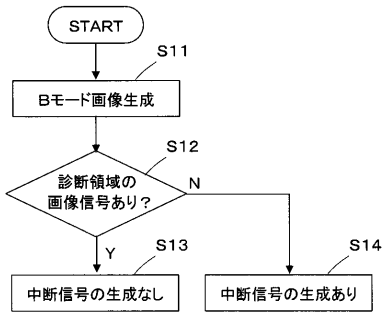 START
S11
Bモード画像生成
S12
診断領域の
画像信号あり?
N
Y
S13
中断信号の生成なし
S14
中断信号の生成あり